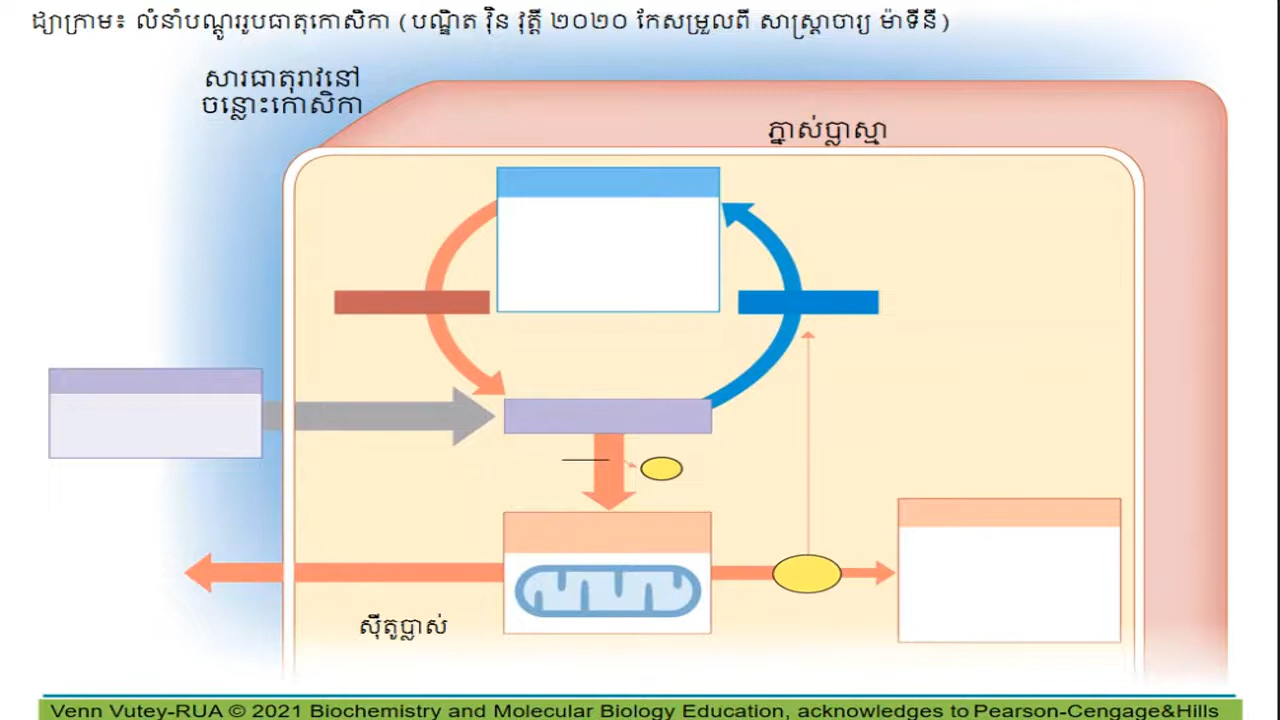 ដ្យាក្រាម៖ លំនាំបណ្តូររូបធាតុកោសិកា (បណ្ឌិត វ៉ិន វុត្តី ២០២០ កែសម្រួលពី សាស្ត្រាចារ្យ ម៉ាទីនី)
សារធាតុរាវនៅ
ចន្លោះកោសិកា
ភ្នាស់ប្លាស្មា
ស៊ីតូប្លាស់
Venn Vutey-RUA © 2021 Biochemistry and Molecular Biology Education, acknowledges to Pearson-Cengage&Hills